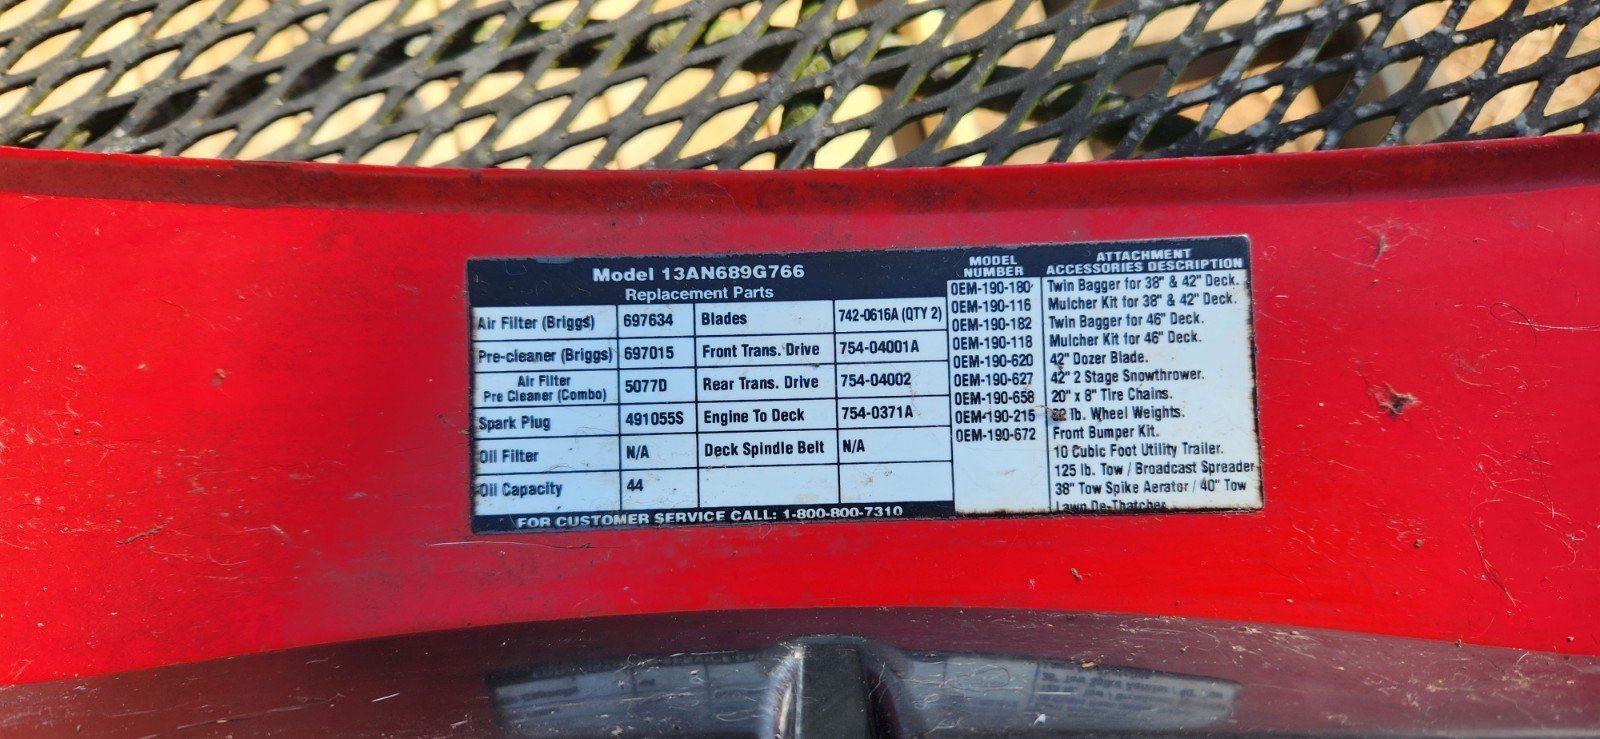 Model 13AN689G766
Replacement Parts
Air Filter (Briggs) 697634 Blades 742-0616A (QTY 2)
Pre-cleaner (Briggs) 697015 Front Trans. Drive 754-04001A
Air Filter
Pre Cleaner (Combo) 5077D Rear Trans. Drive 754-04002
Spark Plug 491055S Engine To Deck 754-0371A
Oil Filter N/A Deck Spindle Belt N/A
Oil Capacity 44
FOR CUSTOMER SERVICE CALL: 1-800-800-7310
MODEL
NUMBER
OEM-190-180
OEM-190-116
OEM-190-182
OEM-190-118
OEM-190-620
OEM-190-627
OEM-190-658
OEM-190-215
OEM-190-672
ATTACHMENT
ACCESSORIES DESCRIPTION
Twin Bagger for 38" & 42" Deck.
Mulcher Kit for 38" & 42" Deck.
Twin Bagger for 46" Deck.
Mulcher Kit for 46" Deck.
42" Dozer Blade.
42" 2 Stage Snowthrower.
20" x 8" Tire Chains.
lb. Wheel Weights.
Front Bumper Kit.
10 Cubic Foot Utility Trailer.
125 lb. Tow / Broadcast Spreader
38" Tow Spike Aerator / 40" Tow
Lawn De-Thatcher